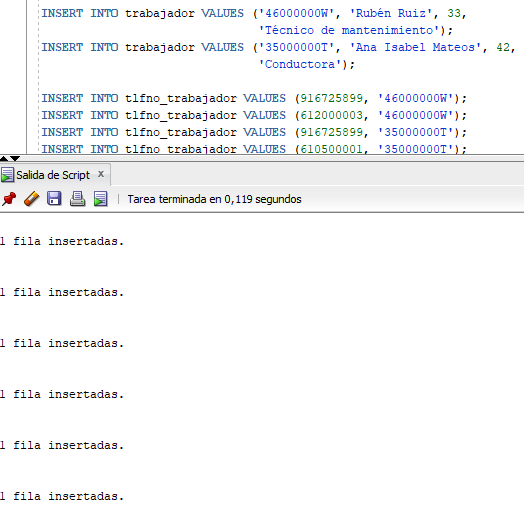 INSERT INTO trabajador VALUES ('46000000W', 'Rubén Ruiz', 33,
'Técnico de mantenimiento');
INSERT INTO trabajador VALUES ('35000000T', 'Ana Isabel Mateos', 42,
'Conductora');
INSERT INTO tlfno_trabajador VALUES (916725899, '46000000W');
INSERT INTO tlfno_trabajador VALUES (612000003, '46000000W');
INSERT INTO tlfno_trabajador VALUES (916725899, '35000000T');
INSERT INTO tlfno_trabajador VALUES (610500001, '35000000T');
Salida de Script x
Tarea terminada en 0,119 segundos
1 fila insertadas.
1 fila insertadas.
1 fila insertadas.
1 fila insertadas.
1 fila insertadas.
1 fila insertadas.